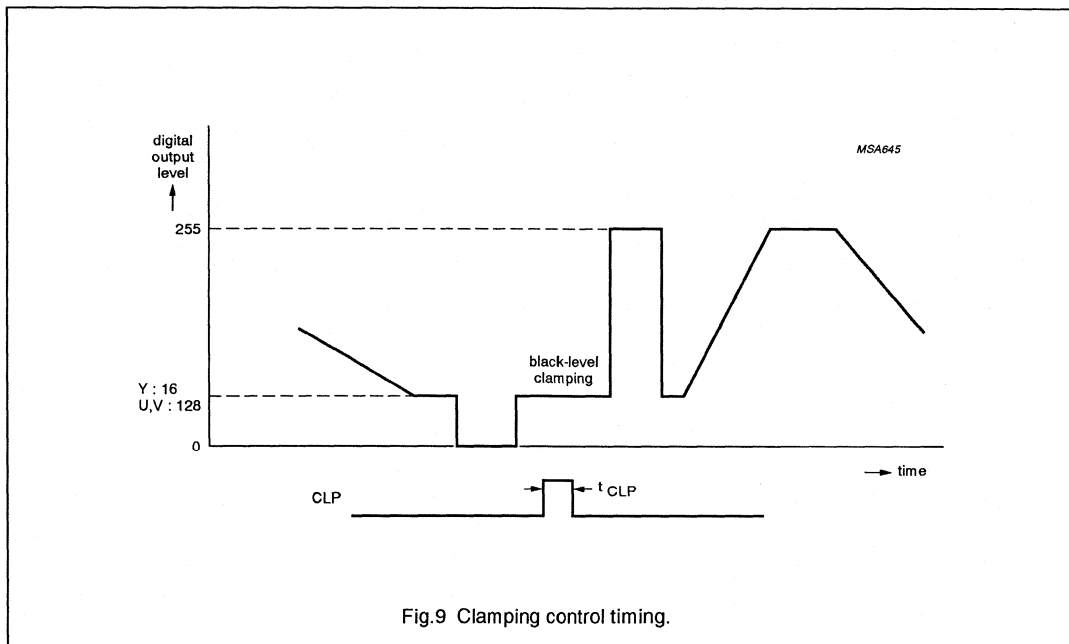 digital
output
level
MSA645
255
black-level
clamping
Y : 16
U,V : 128
0
time
CLP
t CLP
Fig.9 Clamping control timing.